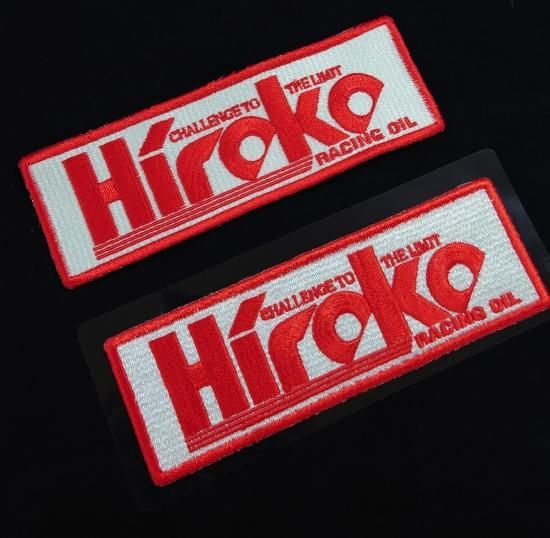 CHALLENGE TO THE LIMIT
Hiroko
RACING OIL
CHALLENGE TO THE LIMIT
Hiroko
RACING OIL